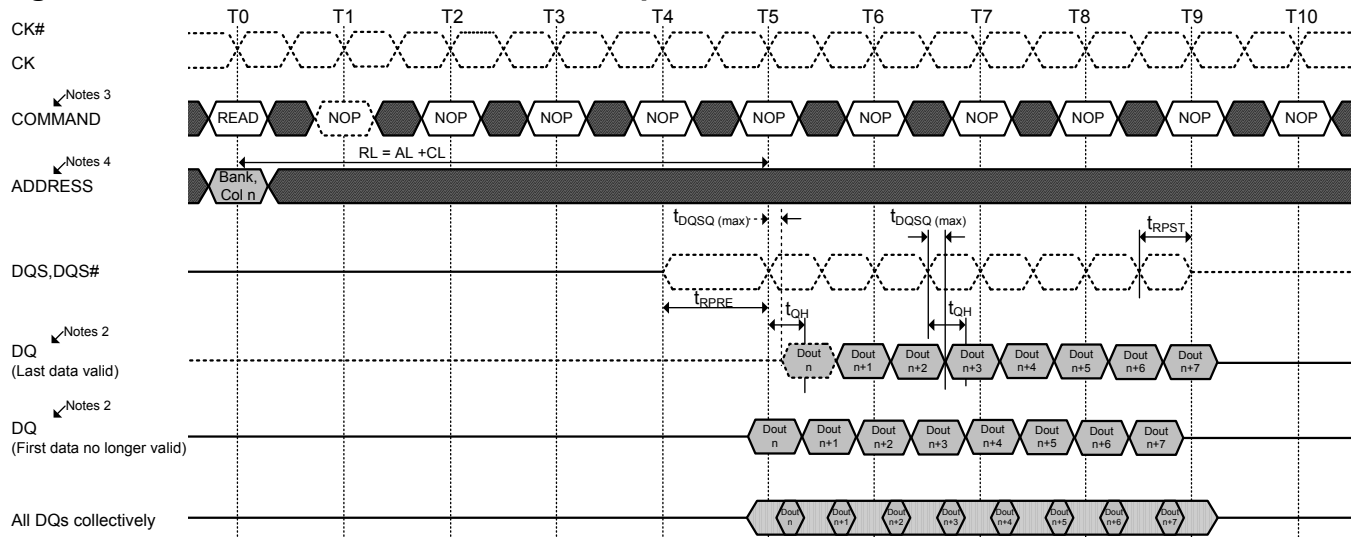 T0 T1 T2 T3 T4 T5 T6 T7 T8 T9 T10
CK#
CK
Notes 3
COMMAND
READ NOP NOP NOP NOP NOP NOP NOP NOP NOP NOP
RL = AL +CL
Notes 4
ADDRESS
Bank,
Col n
tDQSQ (max) tDQSQ (max) tRPST
DQS,DQS#
tRPRE tQH tQH
Notes 2
DQ
(Last data valid)
Dout Dout Dout Dout Dout Dout Dout Dout
n n+1 n+2 n+3 n+4 n+5 n+6 n+7
Notes 2
DQ
(First data no longer valid)
Dout Dout Dout Dout Dout Dout Dout Dout
n n+1 n+2 n+3 n+4 n+5 n+6 n+7
All DQs collectively
Dout Dout Dout Dout Dout Dout Dout Dout
n n+1 n+2 n+3 n+4 n+5 n+6 n+7